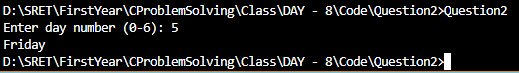 D:\SRET\FirstYear\CProblemSolving\Class\DAY - 8\Code\Question2>Question2
Enter day number (0-6): 5
Friday
D:\SRET\FirstYear\CProblemSolving\Class\DAY - 8\Code\Question2>